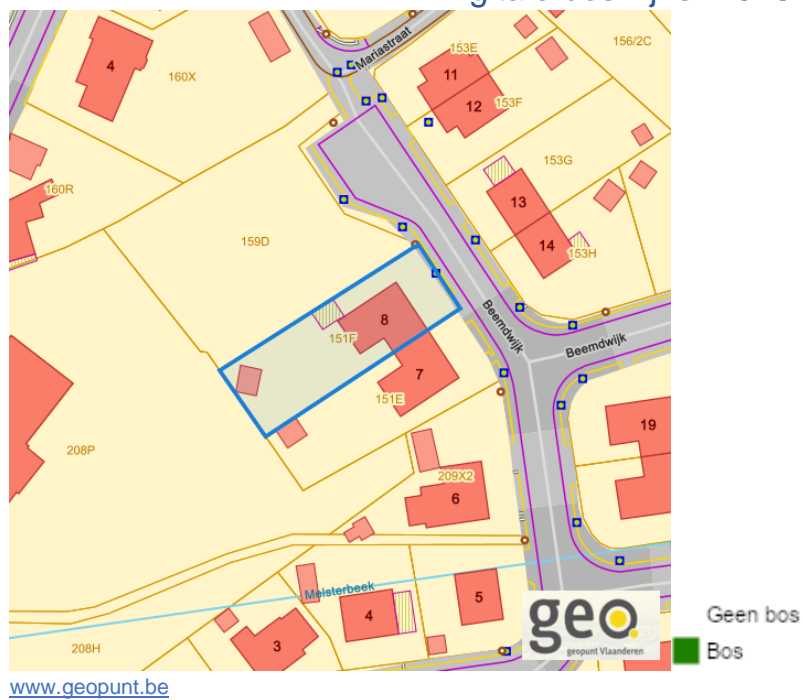 Mariastraat
4
160X
153E
156/2C
11
12
153F
153G
160R
13
14
153H
159D
8
151F
Beemdwijk
Beemdwijk
7
151E
19
208P
209X2
6
Meisterbeek
5
4
3
208H
geo
geopunt Vlaanderen
Geen bos
Bos
www.geopunt.be